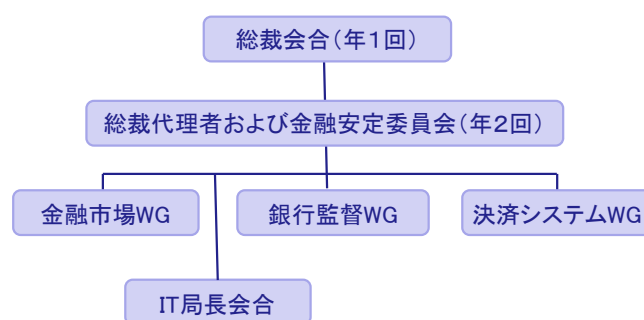 総裁会合（年１回）
総裁代理者および金融安定委員会（年２回）
金融市場WG
銀行監督WG
決済システムWG
IT局長会合